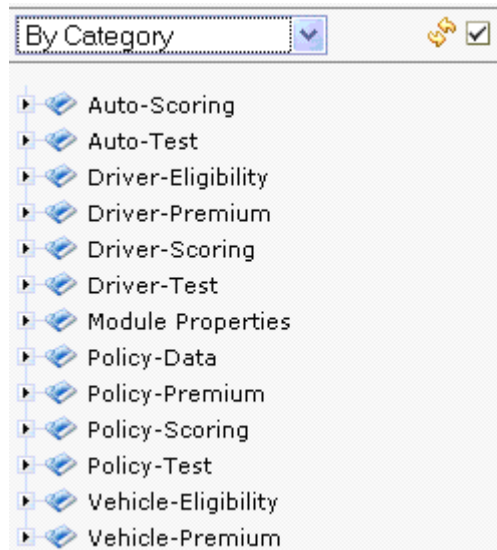 By Category
Auto-Scoring
Auto-Test
Driver-Eligibility
Driver-Premium
Driver-Scoring
Driver-Test
Module Properties
Policy-Data
Policy-Premium
Policy-Scoring
Policy-Test
Vehicle-Eligibility
Vehicle-Premium